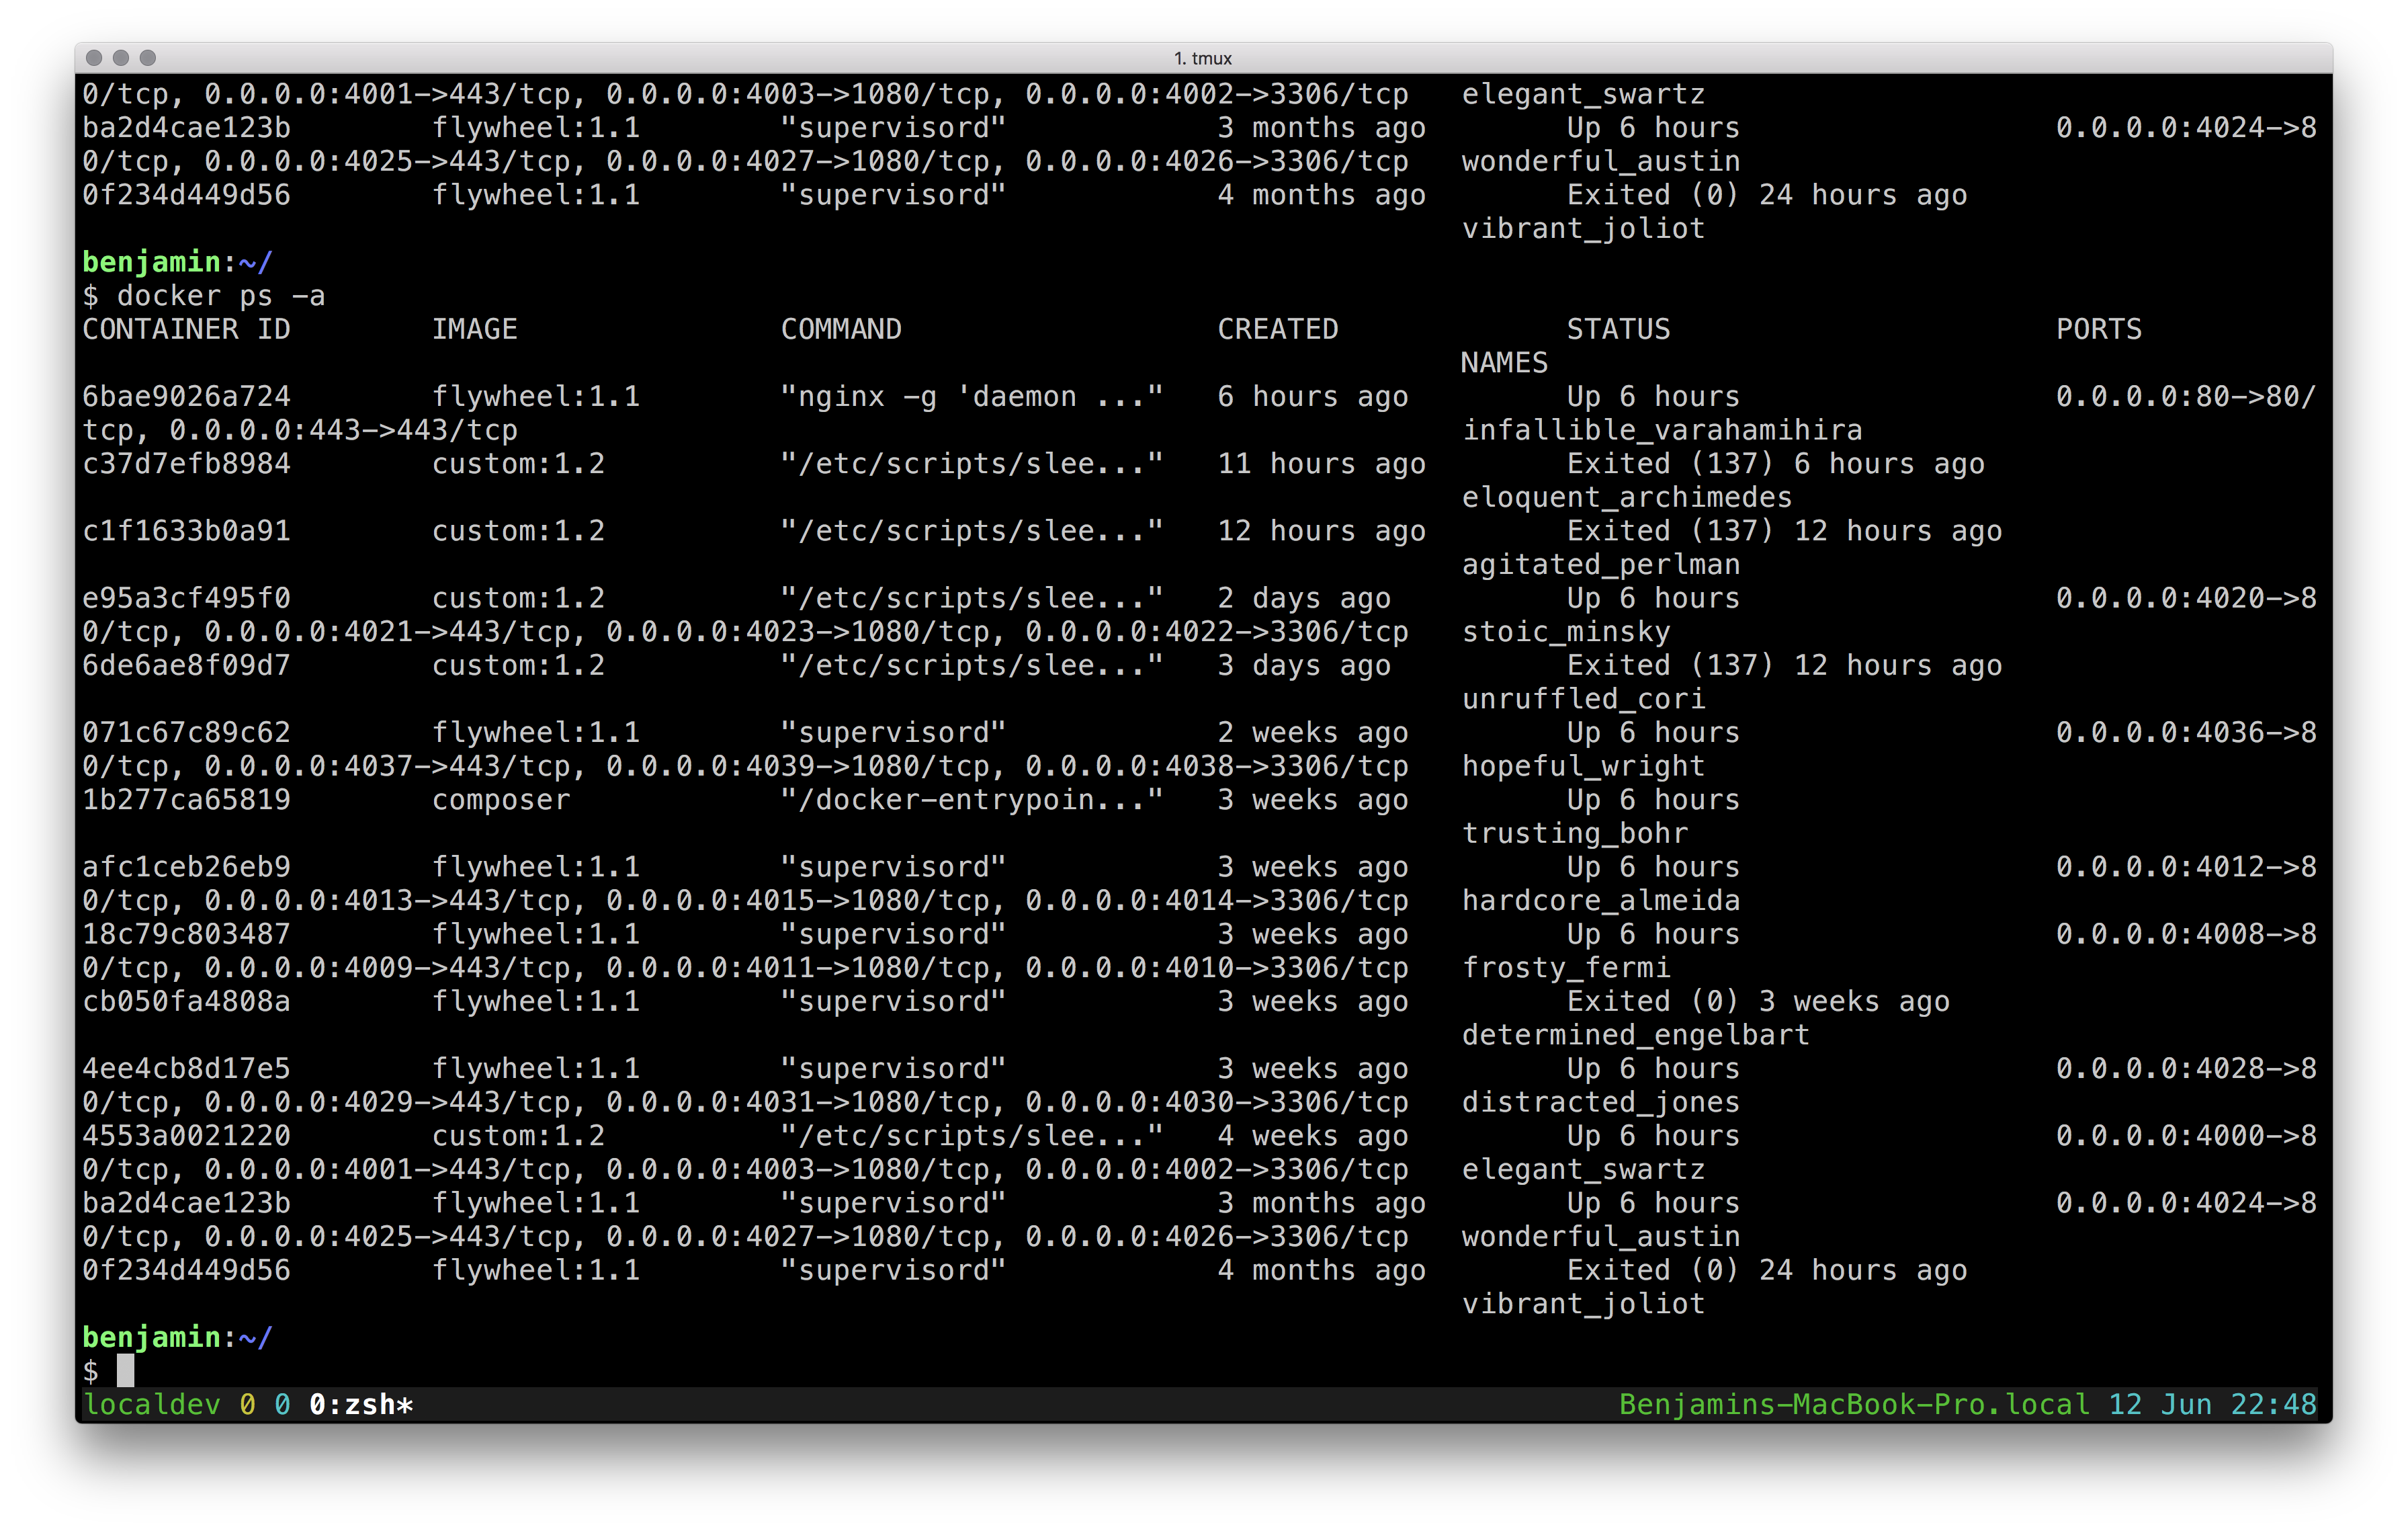 1. tmux
0/tcp, 0.0.0.0:4001->443/tcp, 0.0.0.0:4003->1080/tcp, 0.0.0.0:4002->3306/tcp   elegant_swartz
ba2d4cae123b        flywheel:1.1        "supervisord"            3 months ago        Up 6 hours                  0.0.0.0:4024->8
0/tcp, 0.0.0.0:4025->443/tcp, 0.0.0.0:4027->1080/tcp, 0.0.0.0:4026->3306/tcp   wonderful_austin
0f234d449d56        flywheel:1.1        "supervisord"            4 months ago        Exited (0) 24 hours ago
vibrant_joliot
benjamin:~/
$ docker ps -a
CONTAINER ID        IMAGE               COMMAND                  CREATED             STATUS                      PORTS
NAMES
6bae9026a724        flywheel:1.1        "nginx -g 'daemon ..."   6 hours ago         Up 6 hours                  0.0.0.0:80->80/
tcp, 0.0.0.0:443->443/tcp                                                      infallible_varahamihira
c37d7efb8984        custom:1.2          "/etc/scripts/slee..."   11 hours ago        Exited (137) 6 hours ago
eloquent_archimedes
c1f1633b0a91        custom:1.2          "/etc/scripts/slee..."   12 hours ago        Exited (137) 12 hours ago
agitated_perlman
e95a3cf495f0        custom:1.2          "/etc/scripts/slee..."   2 days ago          Up 6 hours                  0.0.0.0:4020->8
0/tcp, 0.0.0.0:4021->443/tcp, 0.0.0.0:4023->1080/tcp, 0.0.0.0:4022->3306/tcp   stoic_minsky
6de6ae8f09d7        custom:1.2          "/etc/scripts/slee..."   3 days ago          Exited (137) 12 hours ago
unruffled_cori
071c67c89c62        flywheel:1.1        "supervisord"            2 weeks ago         Up 6 hours                  0.0.0.0:4036->8
0/tcp, 0.0.0.0:4037->443/tcp, 0.0.0.0:4039->1080/tcp, 0.0.0.0:4038->3306/tcp   hopeful_wright
1b277ca65819        composer            "/docker-entrypoin..."   3 weeks ago         Up 6 hours
trusting_bohr
afc1ceb26eb9        flywheel:1.1        "supervisord"            3 weeks ago         Up 6 hours                  0.0.0.0:4012->8
0/tcp, 0.0.0.0:4013->443/tcp, 0.0.0.0:4015->1080/tcp, 0.0.0.0:4014->3306/tcp   hardcore_almeida
18c79c803487        flywheel:1.1        "supervisord"            3 weeks ago         Up 6 hours                  0.0.0.0:4008->8
0/tcp, 0.0.0.0:4009->443/tcp, 0.0.0.0:4011->1080/tcp, 0.0.0.0:4010->3306/tcp   frosty_fermi
cb050fa4808a        flywheel:1.1        "supervisord"            3 weeks ago         Exited (0) 3 weeks ago
determined_engelbart
4ee4cb8d17e5        flywheel:1.1        "supervisord"            3 weeks ago         Up 6 hours                  0.0.0.0:4028->8
0/tcp, 0.0.0.0:4029->443/tcp, 0.0.0.0:4031->1080/tcp, 0.0.0.0:4030->3306/tcp   distracted_jones
4553a0021220        custom:1.2          "/etc/scripts/slee..."   4 weeks ago         Up 6 hours                  0.0.0.0:4000->8
0/tcp, 0.0.0.0:4001->443/tcp, 0.0.0.0:4003->1080/tcp, 0.0.0.0:4002->3306/tcp   elegant_swartz
ba2d4cae123b        flywheel:1.1        "supervisord"            3 months ago        Up 6 hours                  0.0.0.0:4024->8
0/tcp, 0.0.0.0:4025->443/tcp, 0.0.0.0:4027->1080/tcp, 0.0.0.0:4026->3306/tcp   wonderful_austin
0f234d449d56        flywheel:1.1        "supervisord"            4 months ago        Exited (0) 24 hours ago
vibrant_joliot
benjamin:~/
$
localdev 0 0 0:zsh*   Benjamins-MacBook-Pro.local 12 Jun 22:48